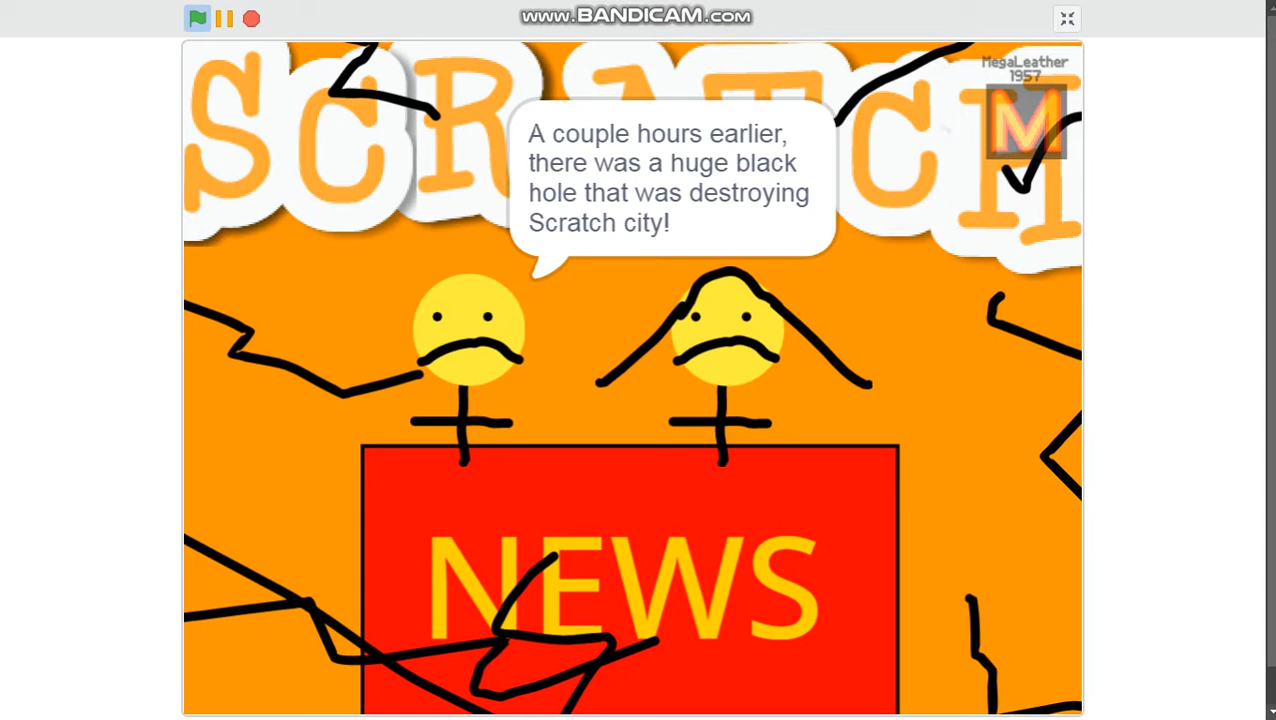 www.BANDICAM.com
SCRATCH
MegaLeather
1957
M
A couple hours earlier,
there was a huge black
hole that was destroying
Scratch city!
NEWS